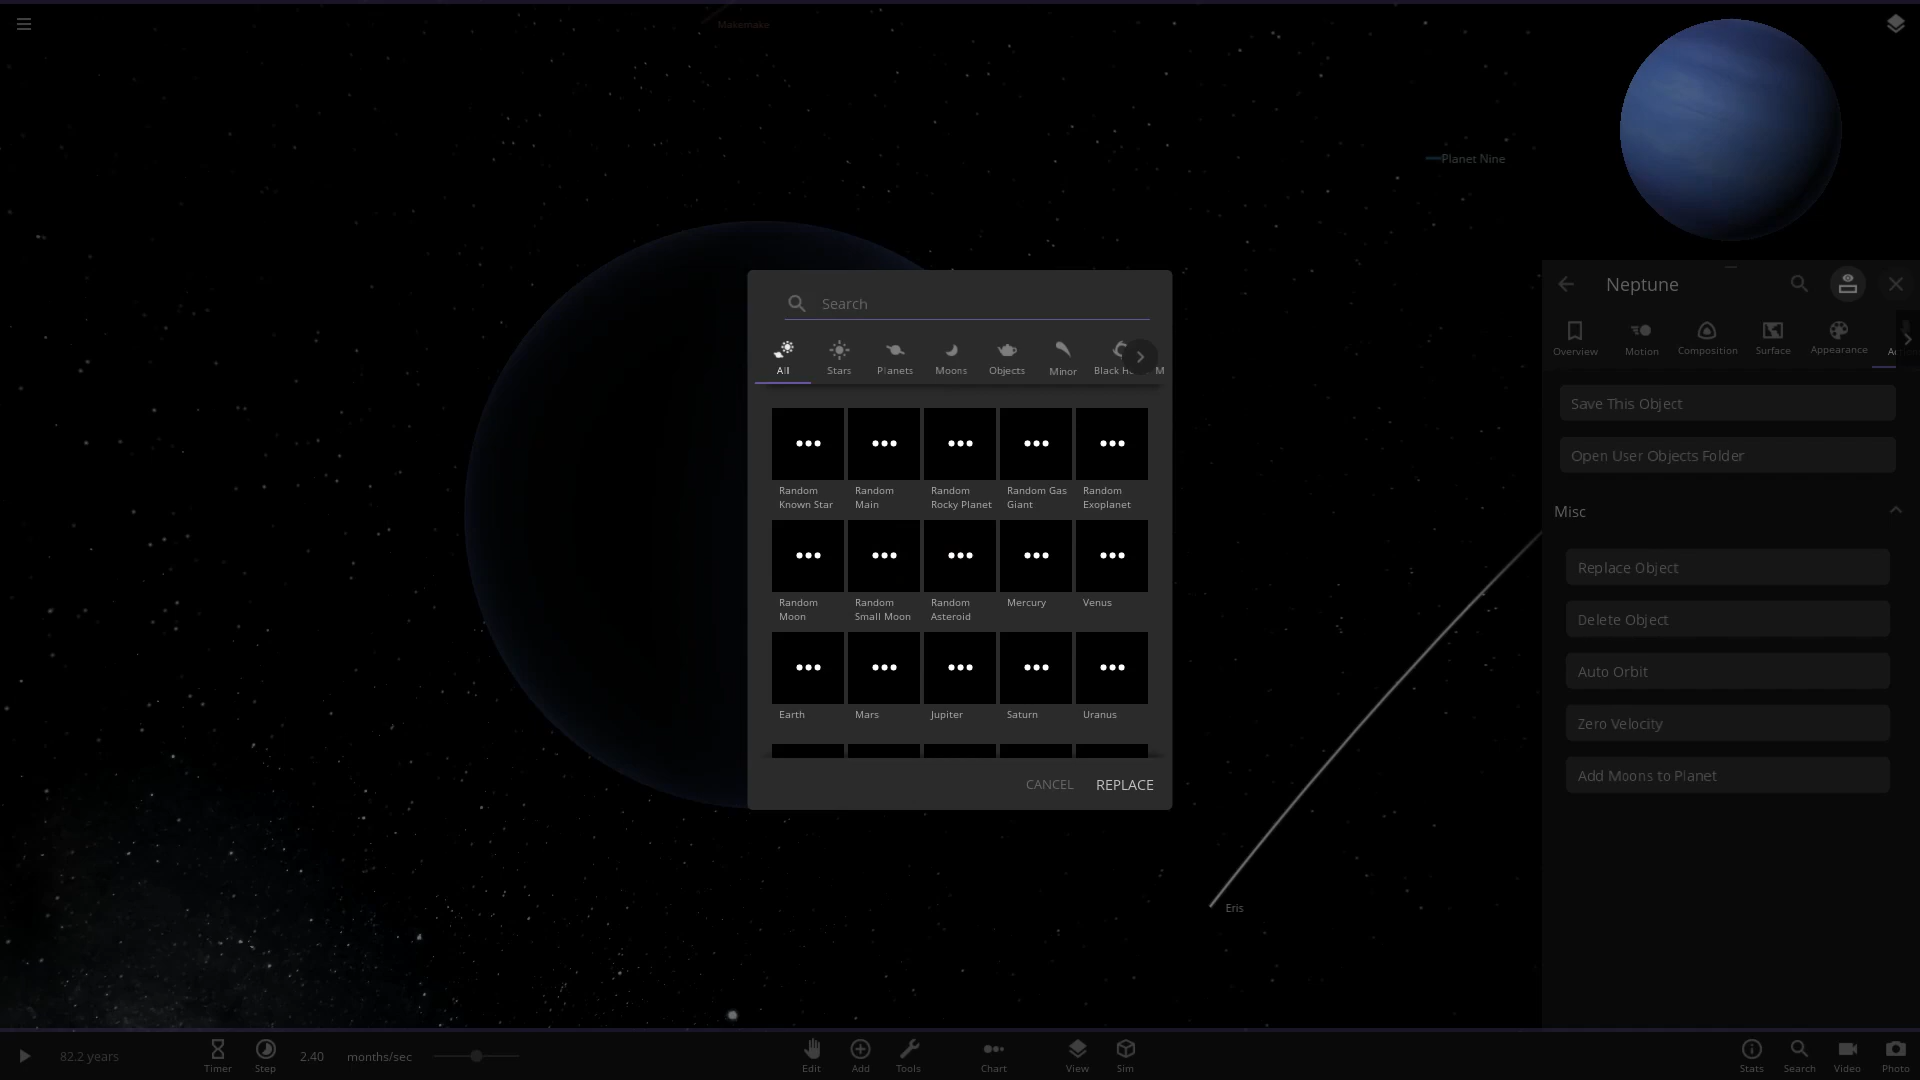 Makemake
Planet Nine
Neptune
Overview
Motion
Composition
Surface
Appearance
Save This Object
Open User Objects Folder
Misc
Replace Object
Delete Object
Auto Orbit
Zero Velocity
Add Moons to Planet
Search
All
Stars
Planets
Moons
Objects
Minor
Black H
M
Random
Known Star
Random
Main
Random
Rocky Planet
Random Gas
Giant
Random
Exoplanet
Random
Moon
Random
Small Moon
Random
Asteroid
Mercury
Venus
Earth
Mars
Jupiter
Saturn
Uranus
CANCEL
REPLACE
Eris
82.2 years
Timer
Step
2.40
months/sec
Edit
Add
Tools
Chart
View
Sim
Stats
Search
Video
Photo